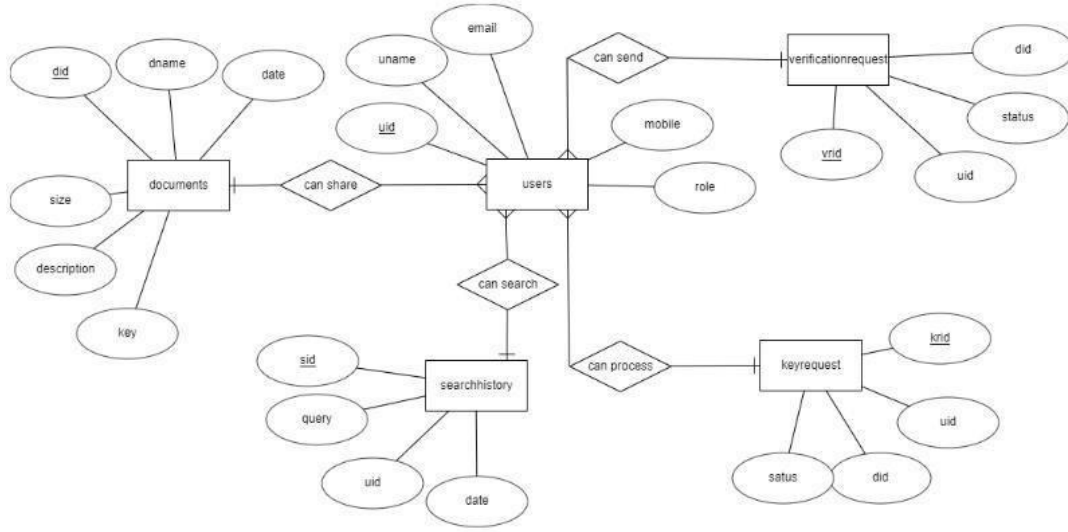 email
did
dname
date
uname
can send
verificationrequest
did
uid
mobile
status
vrid
documents
can share
users
role
uid
size
description
can search
key
sid
krid
can process
keyrequest
searchhistory
query
uid
uid
date
satus
did